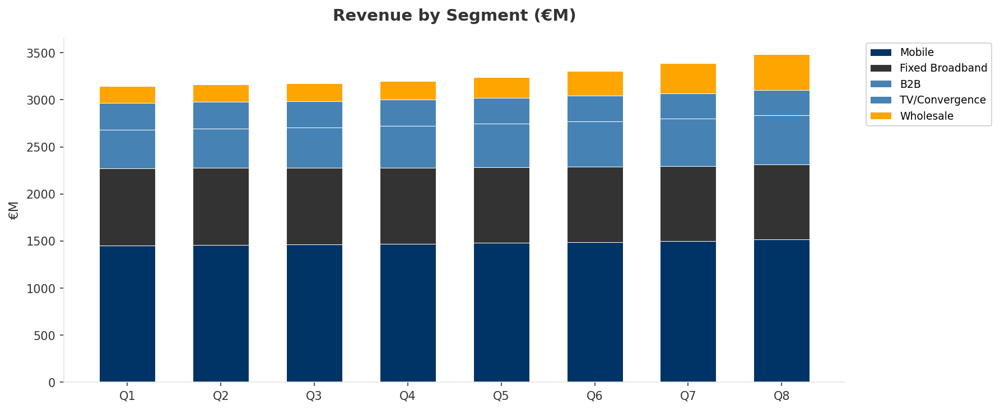 Revenue by Segment (€M)
3500
3000
2500
2000
1500
1000
500
0
€M
Q1 Q2 Q3 Q4 Q5 Q6 Q7 Q8
Mobile
Fixed Broadband
B2B
TV/Convergence
Wholesale